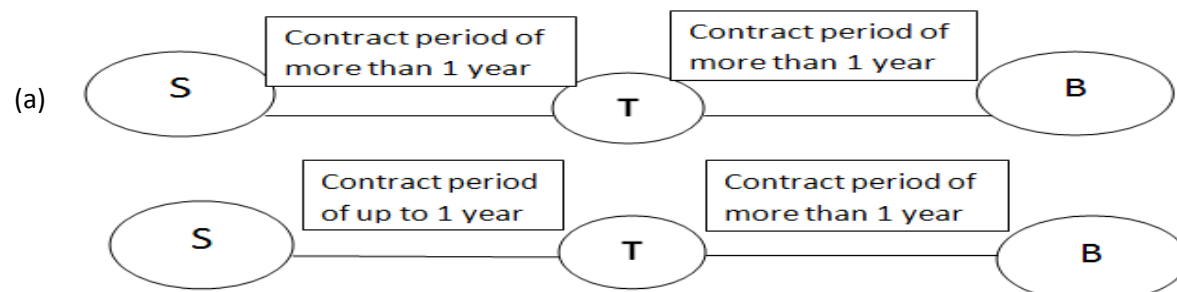 Contract period of
more than 1 year
Contract period of
more than 1 year
(a)
S
T
B
Contract period
of up to 1 year
Contract period of
more than 1 year
S
T
B